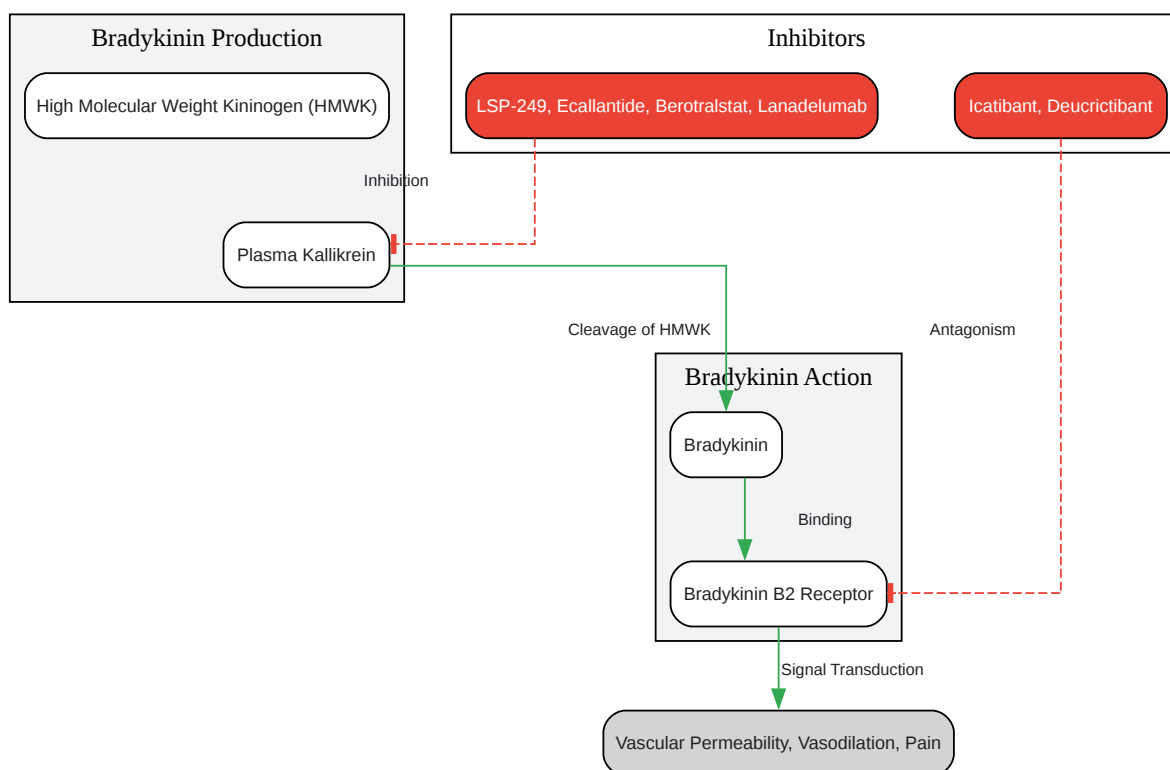 Bradykinin Production
High Molecular Weight Kininogen (HMWK)
Plasma Kallikrein
Inhibitors
LSP-249, Ecallantide, Berotralstat, Lanadelumab
Icatibant, Deucrictibant
Inhibition
Cleavage of HMWK
Antagonism
Bradykinin Action
Bradykinin
Binding
Bradykinin B2 Receptor
Signal Transduction
Vascular Permeability, Vasodilation, Pain